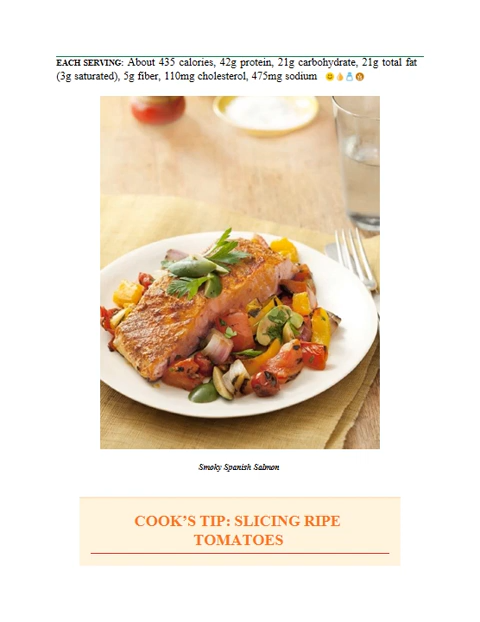 EACH SERVING: About 435 calories, 42g protein, 21g carbohydrate, 21g total fat
(3g saturated), 5g fiber, 110mg cholesterol, 475mg sodium
Smoky Spanish Salmon
COOK’S TIP: SLICING RIPE
TOMATOES